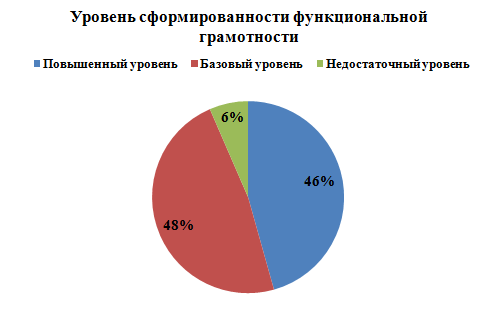 Уровень сформированности функциональной
грамотности
Повышенный уровень Базовый уровень Недостаточный уровень
6%
46%
48%